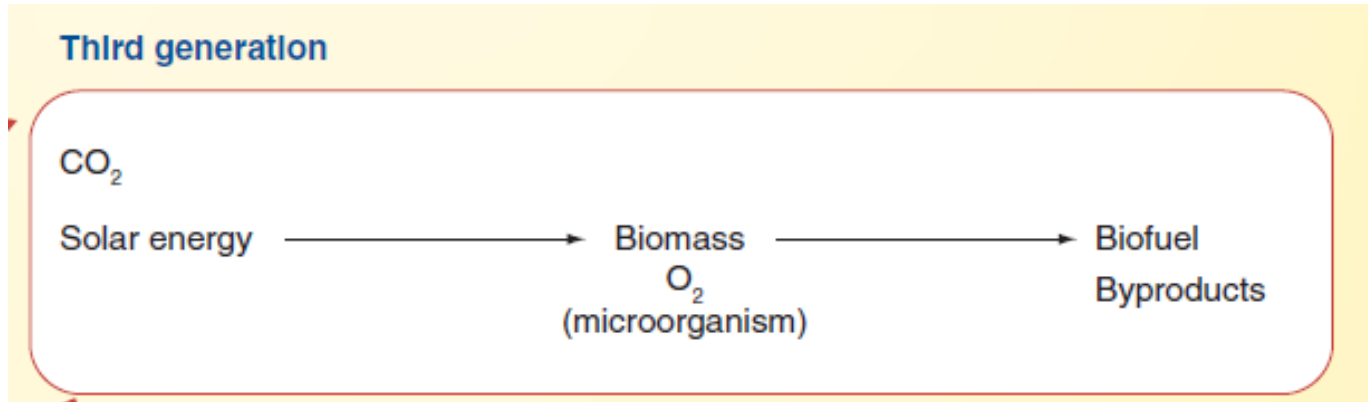 Third generation
CO₂
Solar energy Biomass Biofuel
O₂ Byproducts
(microorganism)